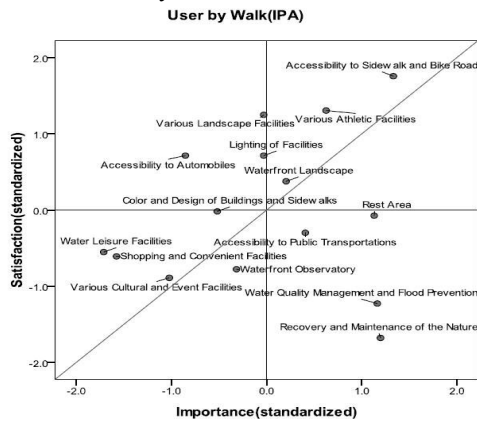 User by Walk(IPA)
2.0
Accessibility to Sidewalk and Bike Road
Various Landscape Facilities
Various Athletic Facilities
1.0
Lighting of Facilities
Accessibility to Automobiles
Waterfront Landscape
Color and Design of Buildings and Sidewalks
Rest Area
0.0
Satisfaction(standardized)
Water Leisure Facilities
Accessibility to Public Transportations
Shopping and Convenient Facilities
Waterfront Observatory
-1.0
Various Cultural and Event Facilities
Water Quality Management and Flood Prevention
Recovery and Maintenance of the Nature
-2.0
-2.0 -1.0 0.0 1.0 2.0
Importance(standardized)